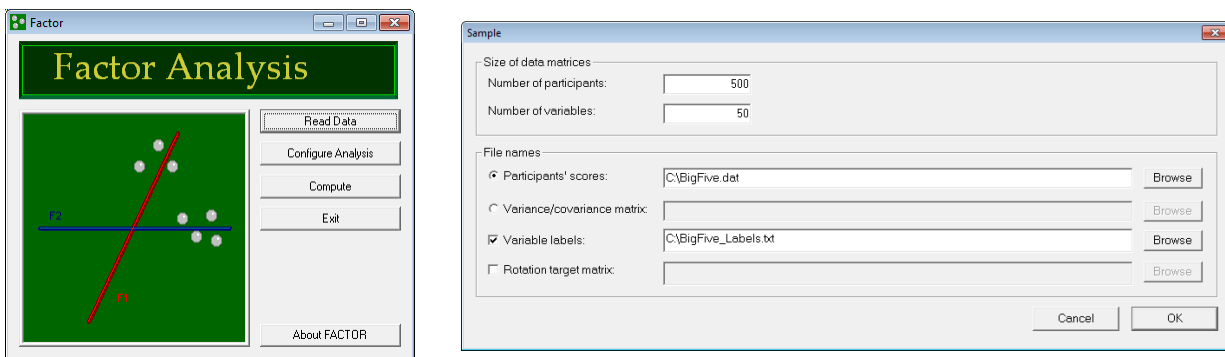 Factor
Factor Analysis
Read Data
Configure Analysis
Compute
Exit
F2
F1
About FACTOR
Sample
Size of data matrices
Number of participants: 500
Number of variables: 50
File names
Participants' scores: C:\BigFive.dat Browse
Variance/covariance matrix: Browse
Variable labels: C:\BigFive_Labels.txt Browse
Rotation target matrix: Browse
Cancel OK